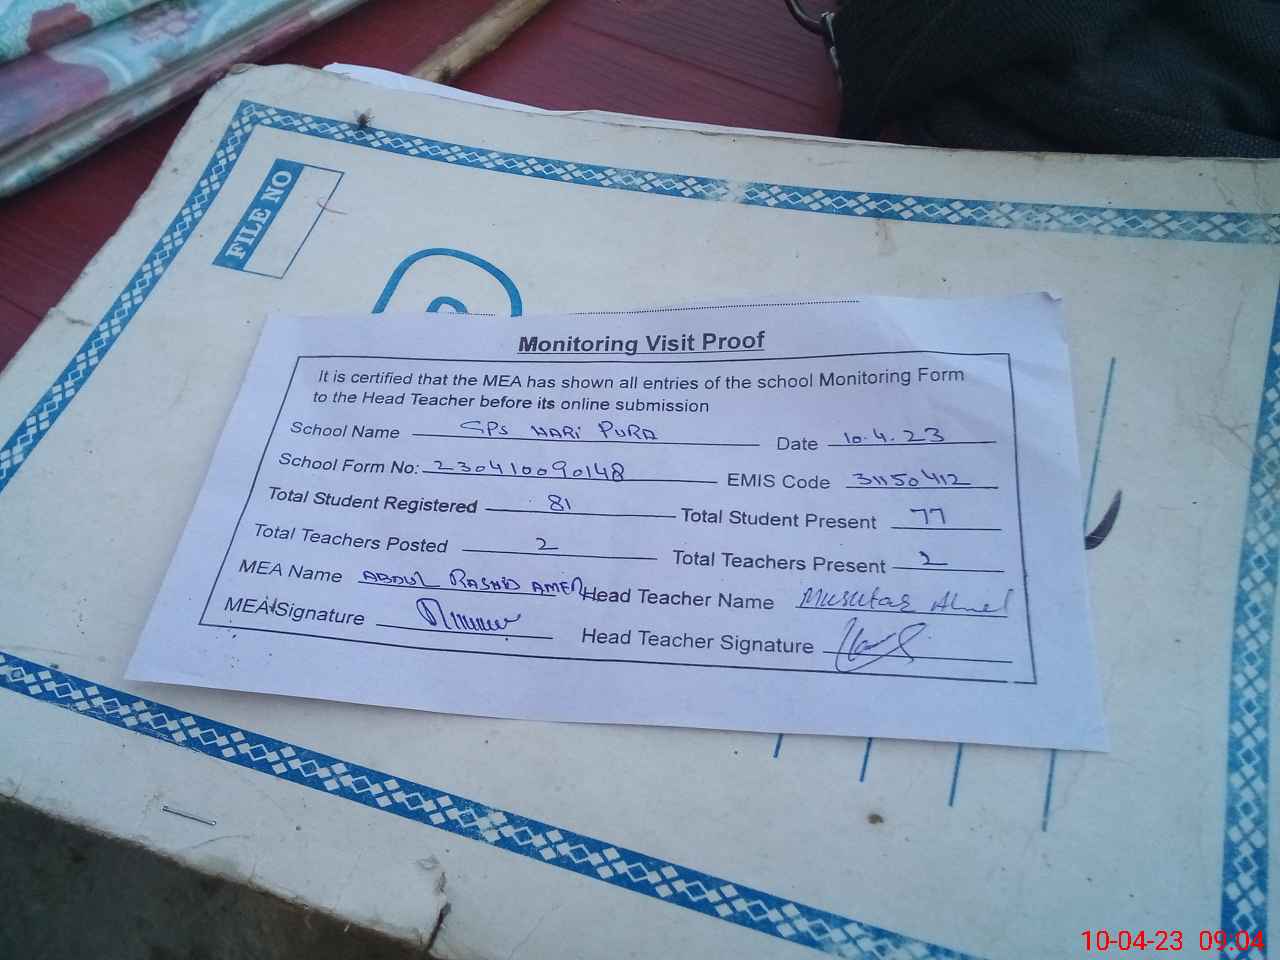 FILE NO
Monitoring Visit Proof
It is certified that the MEA has shown all entries of the school Monitoring Form
to the Head Teacher before its online submission
School Name GPS HARI PURA Date 10.4.23
School Form No: 230410090148 EMIS Code 31150412
Total Student Registered 81 Total Student Present 77
Total Teachers Posted 2 Total Teachers Present 2
MEA Name ABDUL RASHID AMER Head Teacher Name Ahmed
MEA Signature Head Teacher Signature
10-04-23 09:04